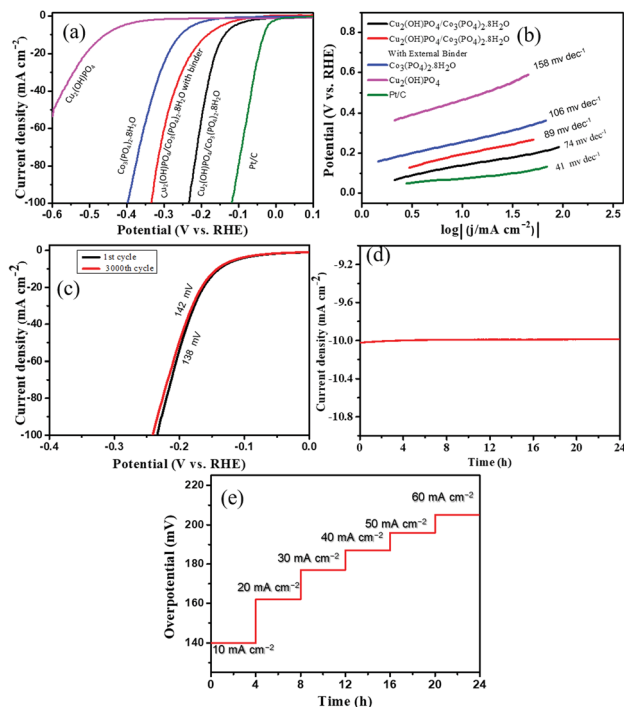 (a)
Current density (mA cm⁻²)
0
-20
-40
-60
-80
-100
-0.6 -0.5 -0.4 -0.3 -0.2 -0.1 0.0 0.1
Potential (V vs. RHE)
Cu₂(OH)PO₄
Co₃(PO₄)₂.8H₂O
Cu₂(OH)PO₄/Co₃(PO₄)₂.8H₂O with binder
Cu₂(OH)PO₄/Co₃(PO₄)₂.8H₂O
Pt/C
(b)
Cu₂(OH)PO₄/Co₃(PO₄)₂.8H₂O
Cu₂(OH)PO₄/Co₃(PO₄)₂.8H₂O
With External Binder
Co₃(PO₄)₂.8H₂O
Cu₂(OH)PO₄
Pt/C
158 mv dec⁻¹
106 mv dec⁻¹
89 mv dec⁻¹
74 mv dec⁻¹
41 mv dec⁻¹
Potential (V vs. RHE)
0.8
0.6
0.4
0.2
0.0
0.0 0.5 1.0 1.5 2.0 2.5
log|(j/mA cm⁻²)|
(c)
1st cycle
3000th cycle
142 mV
138 mV
Current density (mA cm⁻²)
0
-20
-40
-60
-80
-100
-0.4 -0.3 -0.2 -0.1 0.0
Potential (V vs. RHE)
(d)
Current density (mA cm⁻²)
-9.2
-9.6
-10.0
-10.4
-10.8
0 4 8 12 16 20 24
Time (h)
(e)
Overpotential (mV)
220
200
180
160
140
10 mA cm⁻²
20 mA cm⁻²
30 mA cm⁻²
40 mA cm⁻²
50 mA cm⁻²
60 mA cm⁻²
0 4 8 12 16 20 24
Time (h)